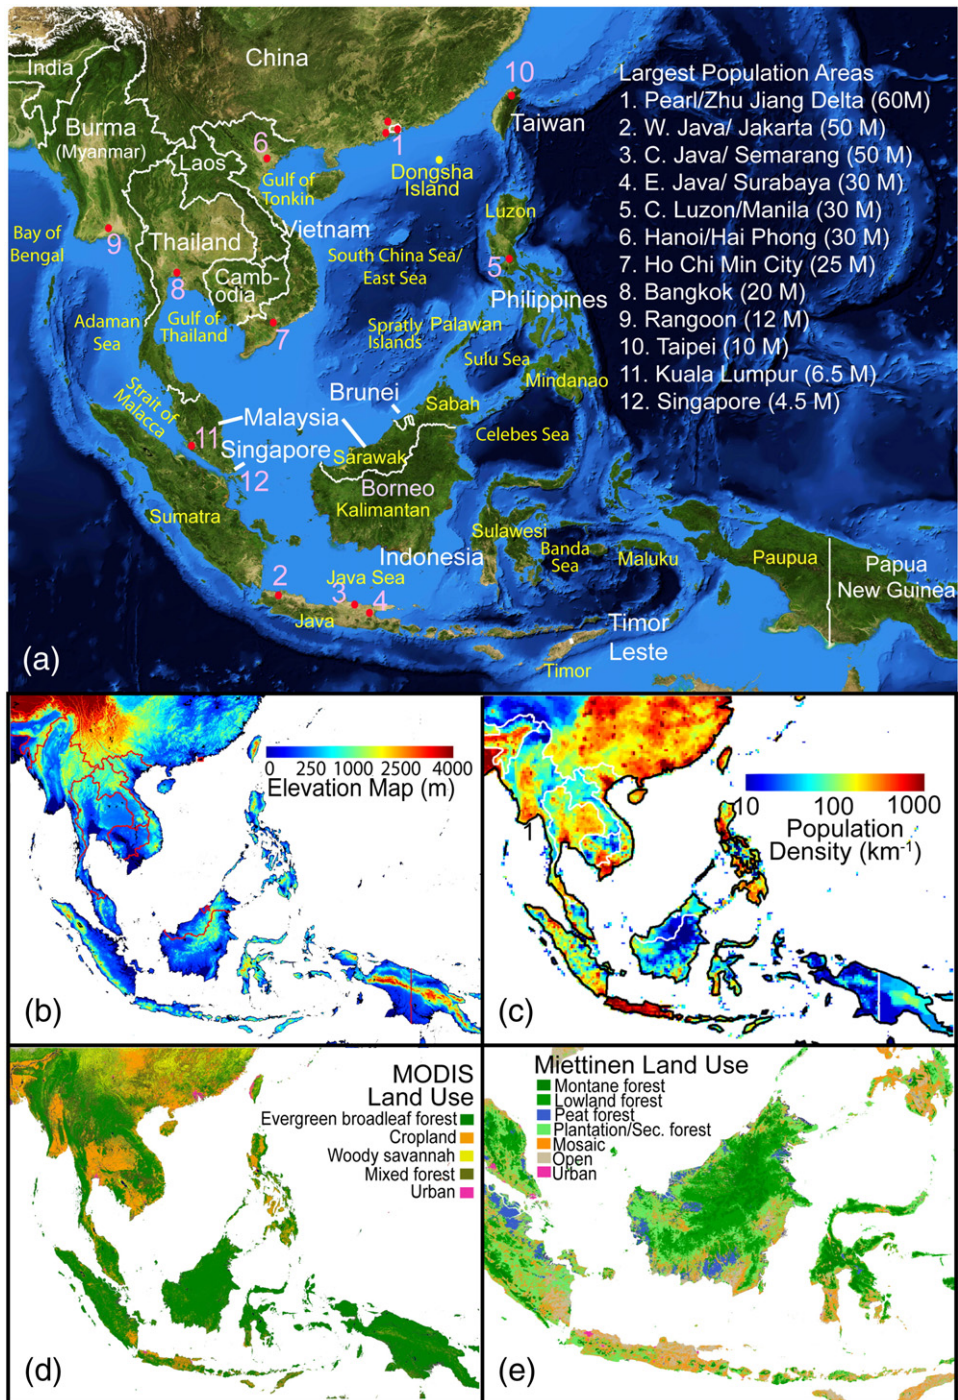 China
India
Burma
(Myanmar)
Laos
Gulf of
Tonkin
Vietnam
Thailand
Camb-
odia
Bay of
Bengal
Adaman
Sea
Gulf of
Thailand
Dongsha
Island
Taiwan
Luzon
South China Sea/
East Sea
Philippines
Spratly
Islands
Palawan
Sulu Sea
Mindanao
Brunei
Sabah
Celebes Sea
Malaysia
Strait of
Malacca
Singapore
Sarawak
Borneo
Kalimantan
Sumatra
Indonesia
Sulawesi
Banda
Sea
Maluku
Paupua
Papua
New Guinea
Java Sea
Java
Timor
Leste
Timor
1
2
3
4
5
6
7
8
9
10
11
12
Largest Population Areas
1. Pearl/Zhu Jiang Delta (60M)
2. W. Java/ Jakarta (50 M)
3. C. Java/ Semarang (50 M)
4. E. Java/ Surabaya (30 M)
5. C. Luzon/Manila (30 M)
6. Hanoi/Hai Phong (30 M)
7. Ho Chi Min City (25 M)
8. Bangkok (20 M)
9. Rangoon (12 M)
10. Taipei (10 M)
11. Kuala Lumpur (6.5 M)
12. Singapore (4.5 M)
(a)
0 250 1000 2500 4000
Elevation Map (m)
(b)
10 100 1000
Population
Density (km⁻¹)
1
(c)
MODIS
Land Use
Evergreen broadleaf forest
Cropland
Woody savannah
Mixed forest
Urban
(d)
Miettinen Land Use
Montane forest
Lowland forest
Peat forest
Plantation/Sec. forest
Mosaic
Open
Urban
(e)